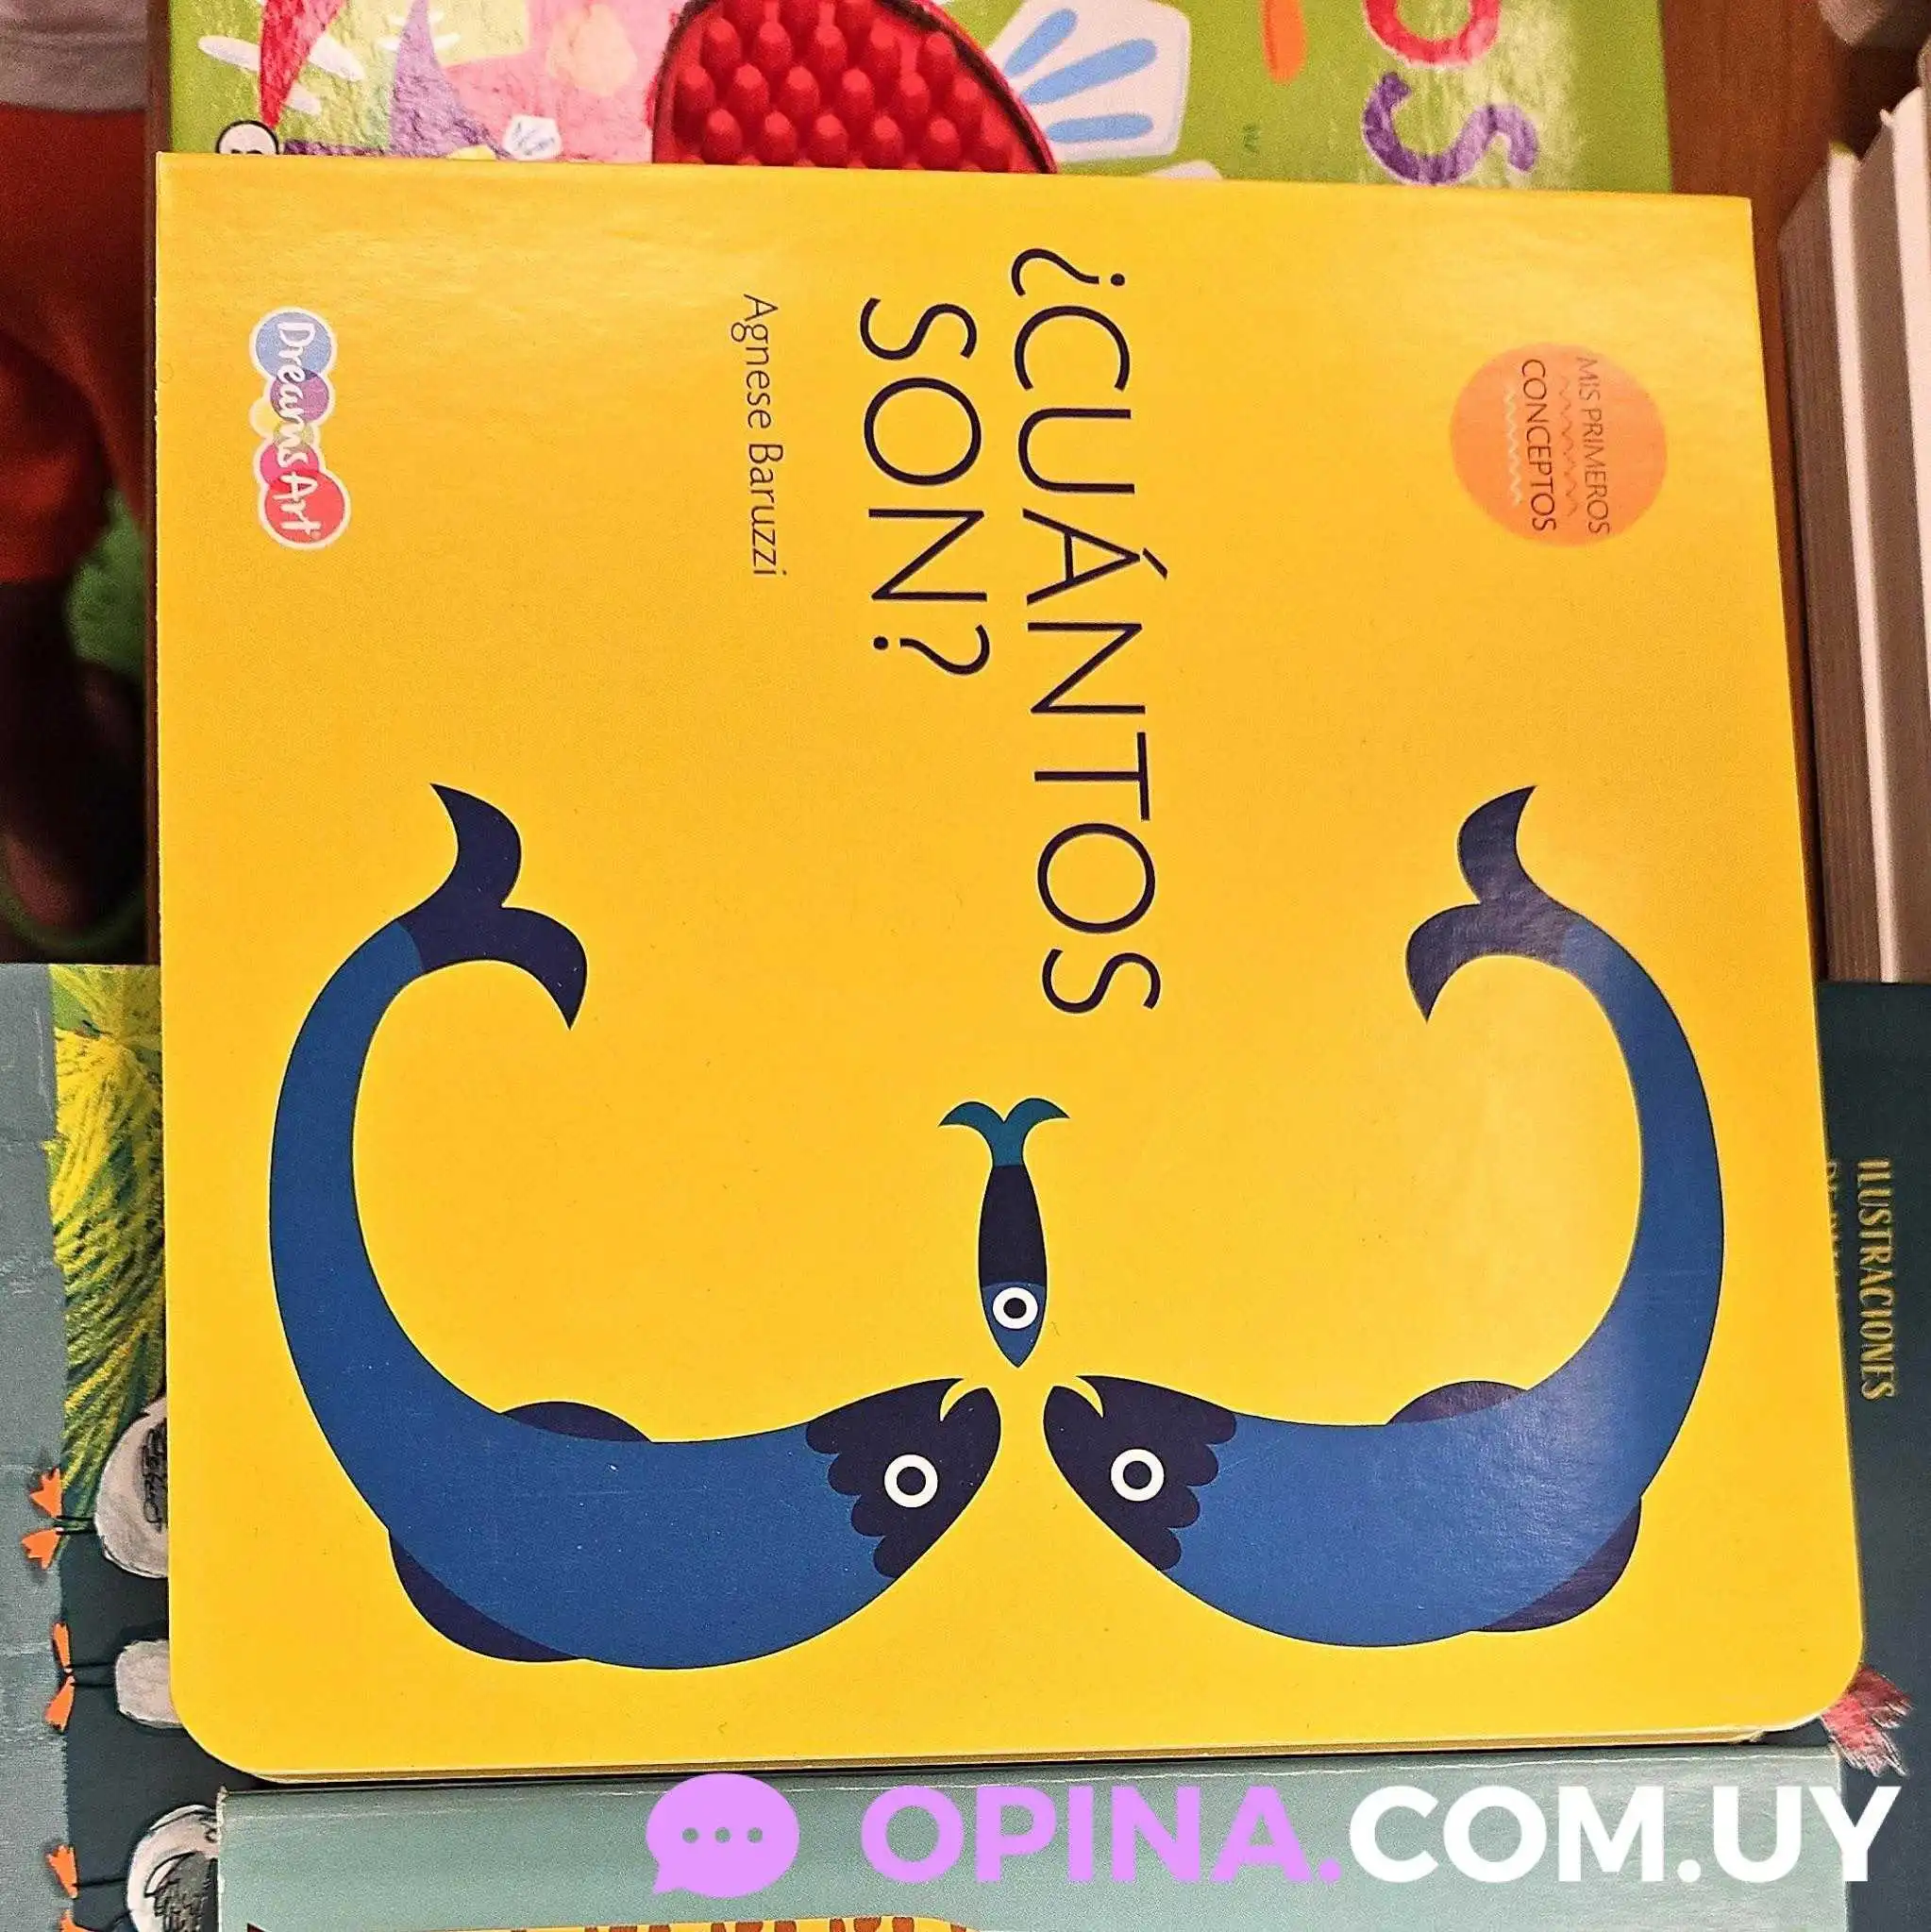 MIS PRIMEROS
CONCEPTOS
¿CUÁNTOS
SON?
Agnese Baruzzi
Dreams Art
ILUSTRACIONES
OPINA.COM.UY